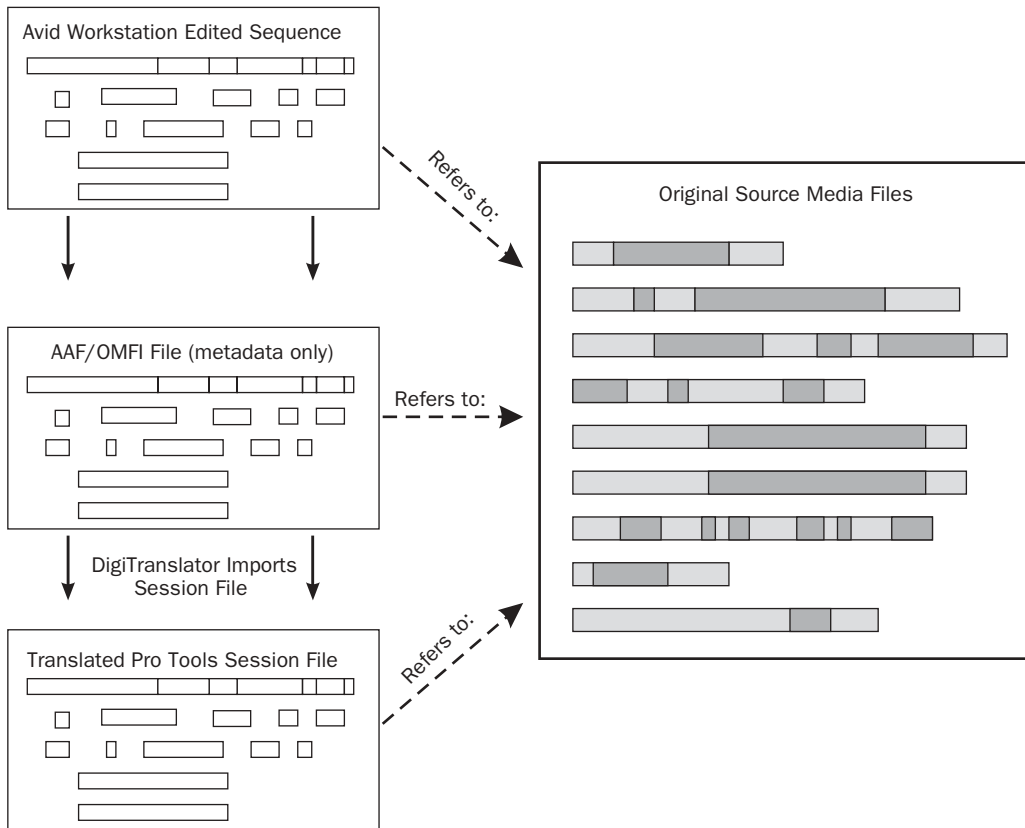 Avid Workstation Edited Sequence
Refers to:
Original Source Media Files
AAF/OMFI File (metadata only)
Refers to:
DigiTranslator Imports
Session File
Translated Pro Tools Session File
Refers to: